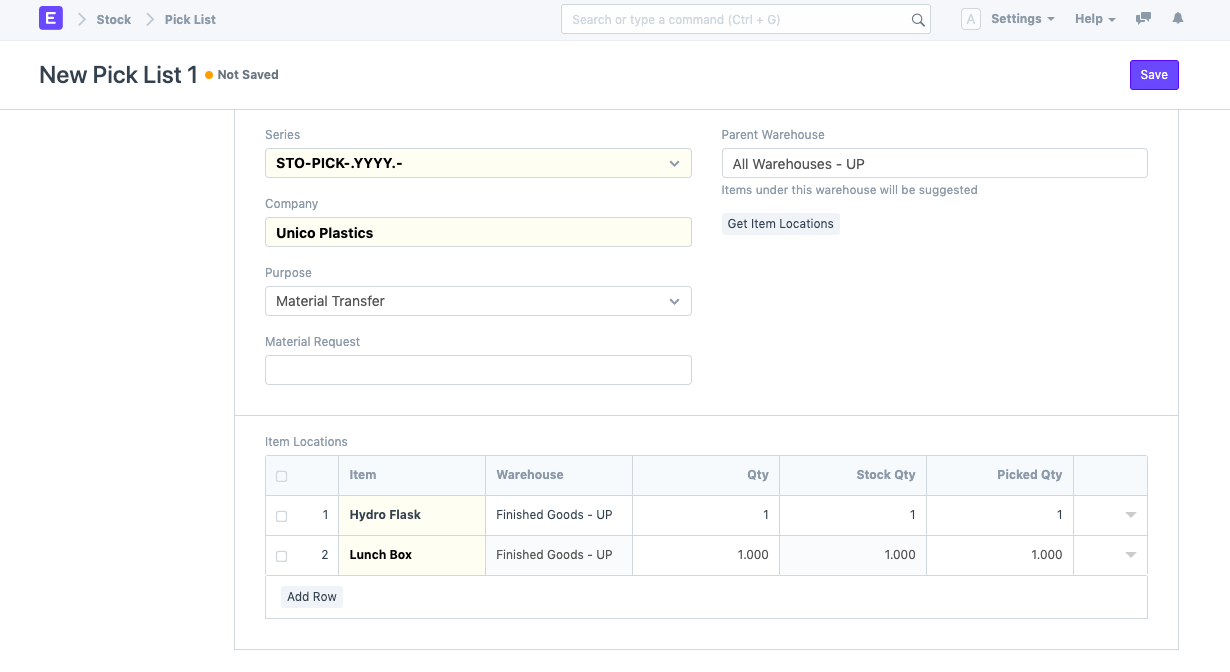 E Stock Pick List Search or type a command (Ctrl + G) A Settings Help
New Pick List 1 Not Saved Save
Series
STO-PICK-.YYYY.-
Company
Unico Plastics
Purpose
Material Transfer
Material Request
Parent Warehouse
All Warehouses - UP
Items under this warehouse will be suggested
Get Item Locations
Item Locations
Item Warehouse Qty Stock Qty Picked Qty
1 Hydro Flask Finished Goods - UP 1 1 1
2 Lunch Box Finished Goods - UP 1.000 1.000 1.000
Add Row